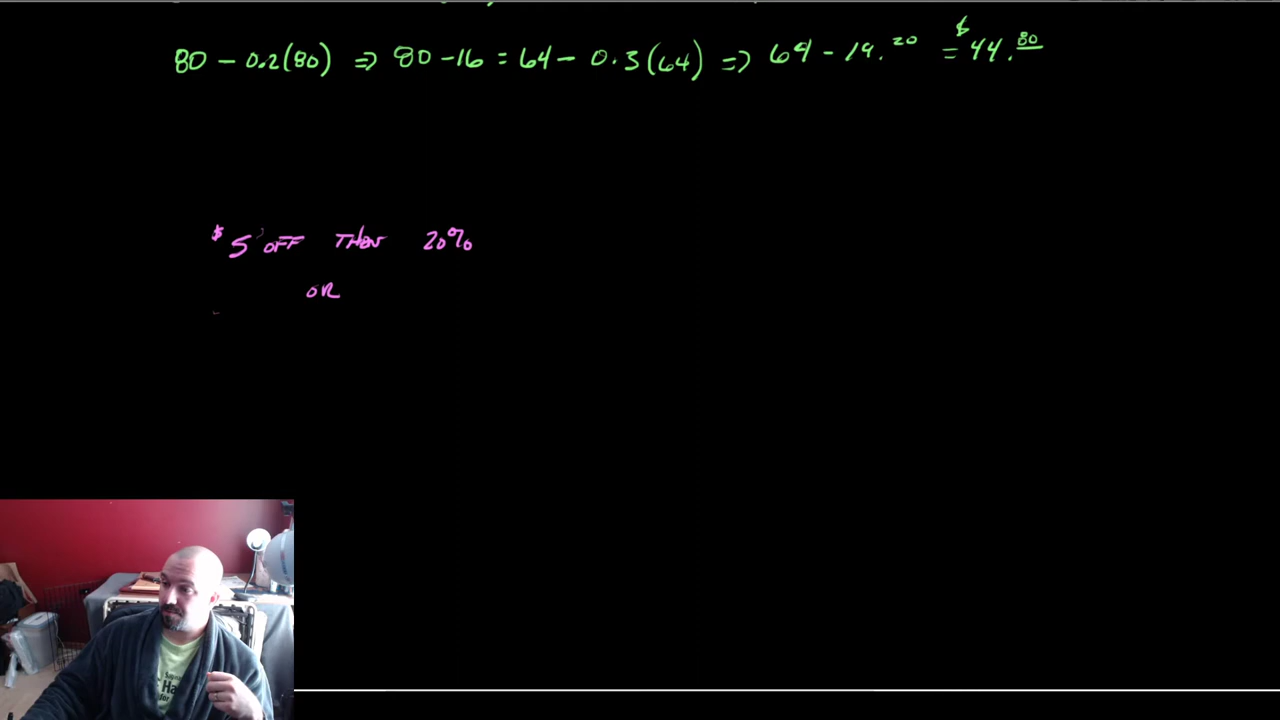 80 - 0.2(80) => 80 - 16 = 64 - 0.3(64) => 64 - 19.20 = $44.80
$5 OFF THEN 20%
OR